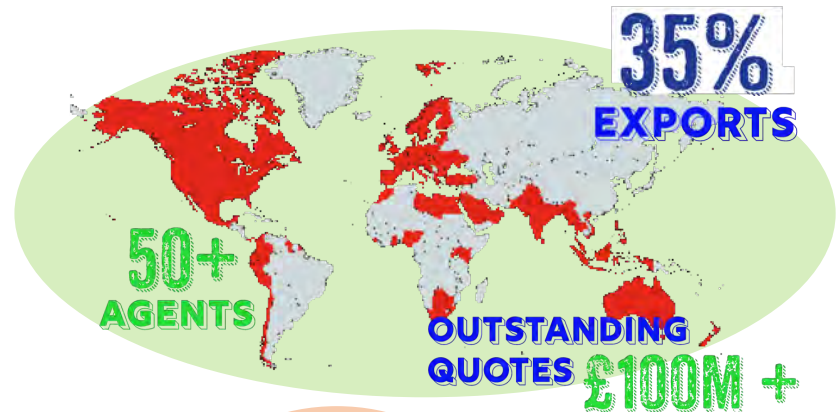 35%
EXPORTS
50+
AGENTS
OUTSTANDING
QUOTES £100M +